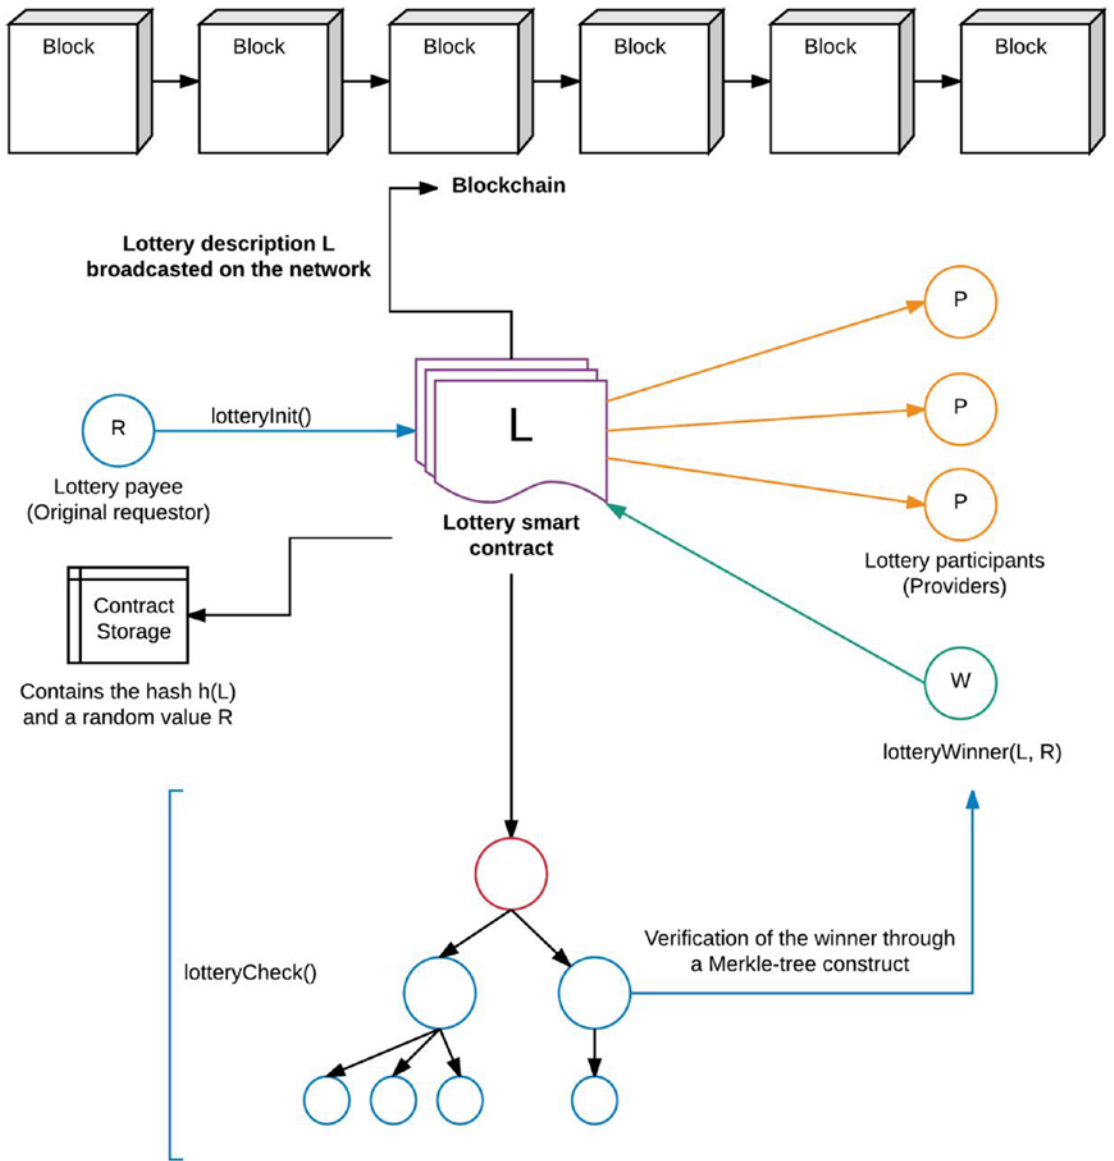 Block
Block
Block
Block
Block
Block
Blockchain
Lottery description L
broadcasted on the network
P
P
P
R
lotteryInit()
L
Lottery payee
(Original requestor)
Lottery smart
contract
Lottery participants
(Providers)
Contract
Storage
Contains the hash h(L)
and a random value R
W
lotteryWinner(L, R)
lotteryCheck()
Verification of the winner through
a Merkle-tree construct